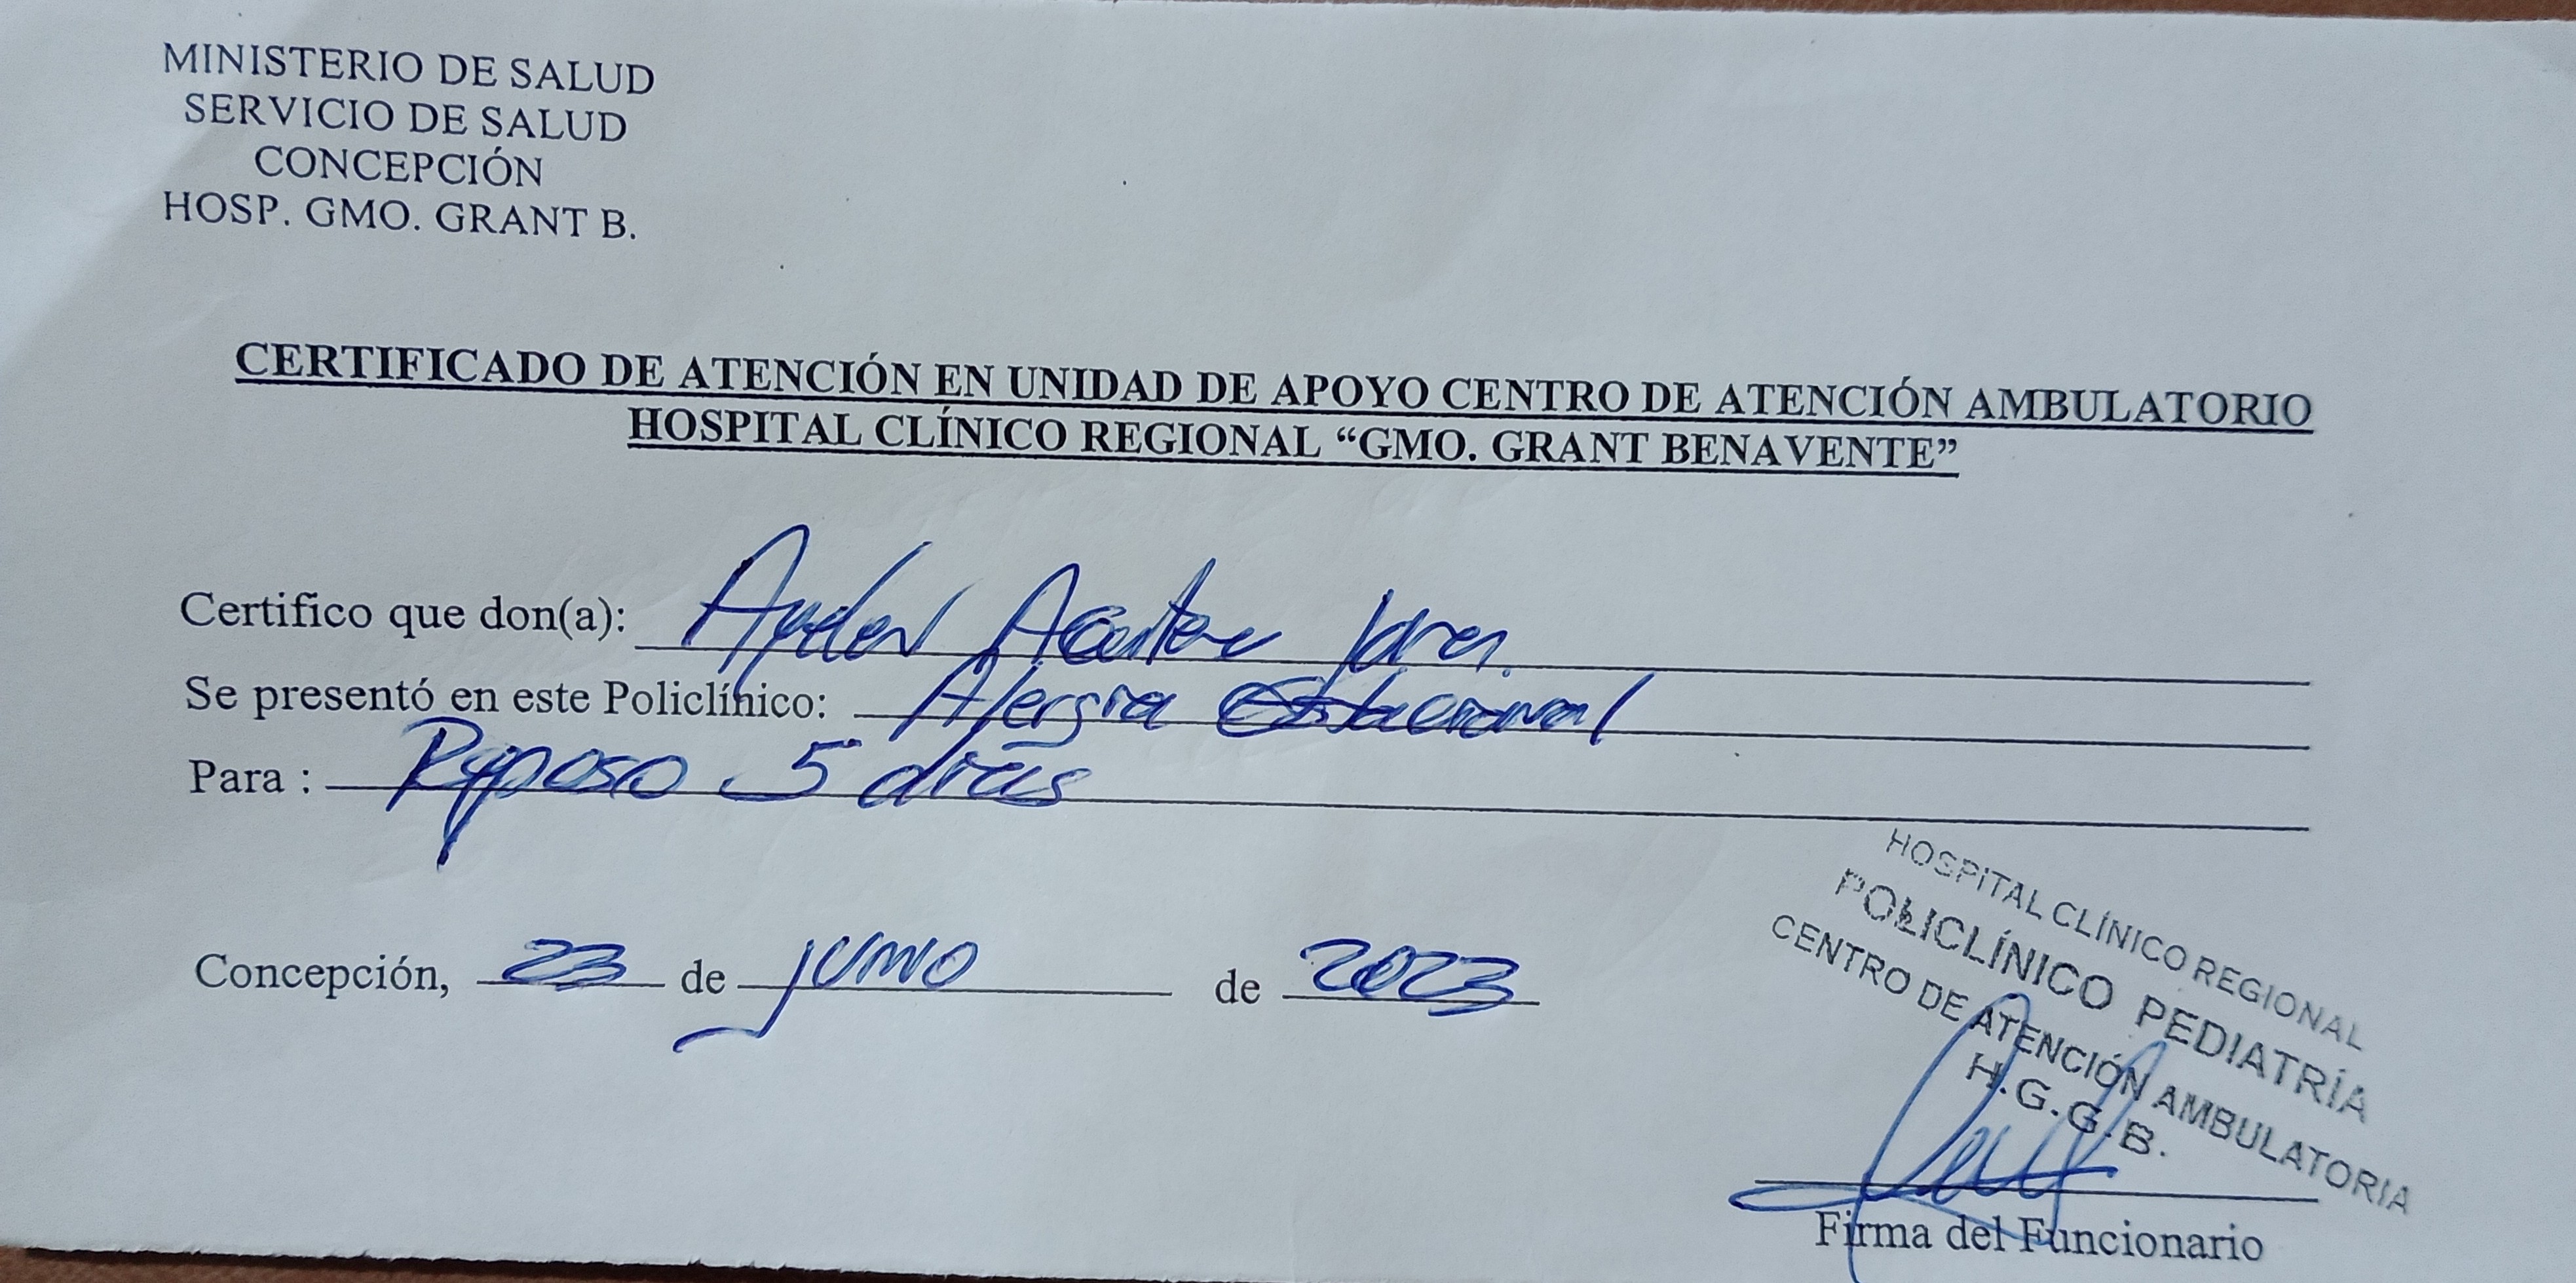 MINISTERIO DE SALUD
SERVICIO DE SALUD
CONCEPCIÓN
HOSP. GMO. GRANT B.
CERTIFICADO DE ATENCIÓN EN UNIDAD DE APOYO CENTRO DE ATENCIÓN AMBULATORIO
HOSPITAL CLÍNICO REGIONAL “GMO. GRANT BENAVENTE”
Certifico que don(a):
Se presentó en este Policlínico: Alergia Estacional
Para : Reposo 5 días
Concepción, 23 de junio de 2023
HOSPITAL CLÍNICO REGIONAL
POLICLÍNICO PEDIATRÍA
CENTRO DE ATENCIÓN AMBULATORIA
H.G.G.B.
Firma del Funcionario